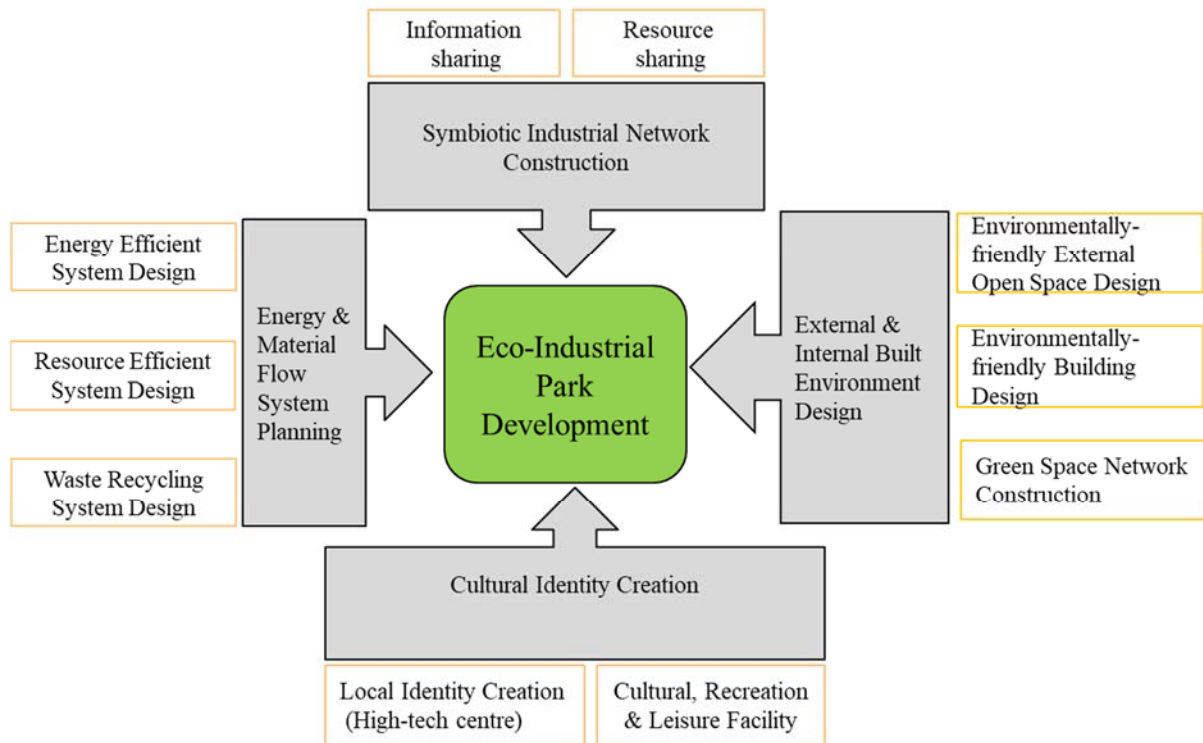 Information
sharing
Resource
sharing
Symbiotic Industrial Network
Construction
Energy Efficient
System Design
Resource Efficient
System Design
Waste Recycling
System Design
Energy &
Material
Flow
System
Planning
Eco-Industrial
Park
Development
External &
Internal Built
Environment
Design
Environmentally-
friendly External
Open Space Design
Environmentally-
friendly Building
Design
Green Space Network
Construction
Cultural Identity Creation
Local Identity Creation
(High-tech centre)
Cultural, Recreation
& Leisure Facility